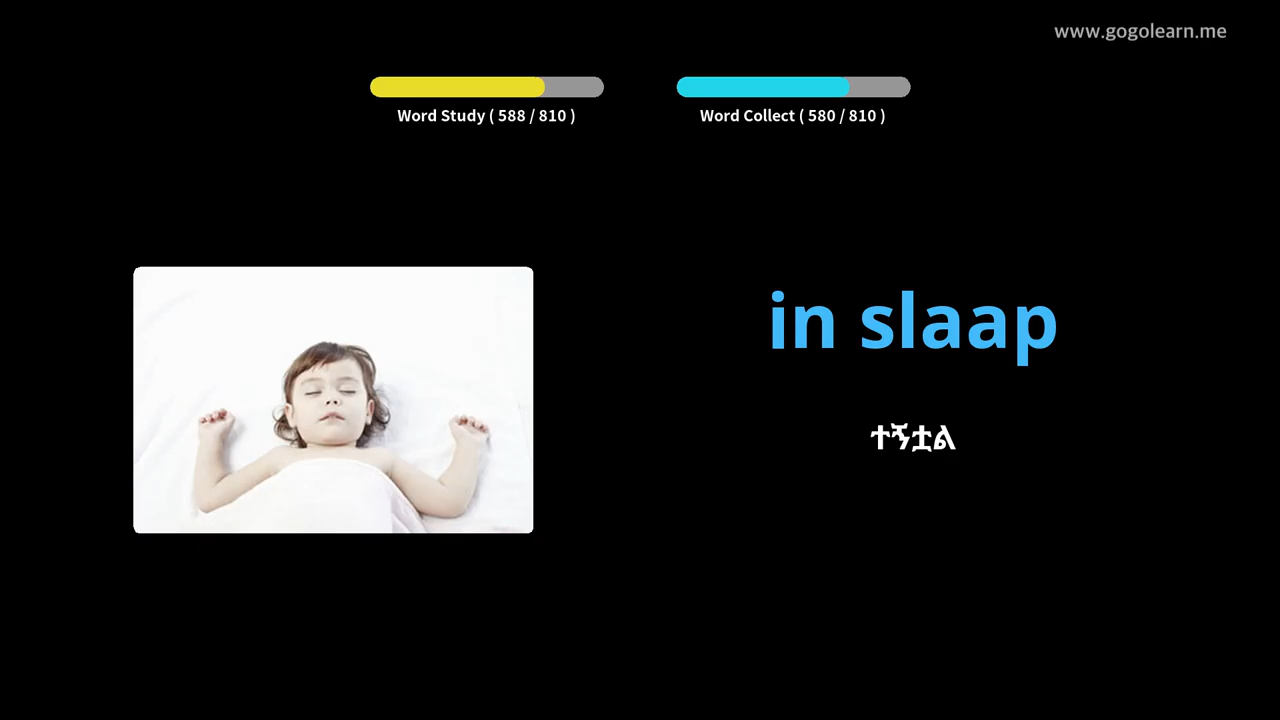 www.gogolearn.me
Word Study ( 588 / 810 )
Word Collect ( 580 / 810 )
in slaap
ተኝቷል